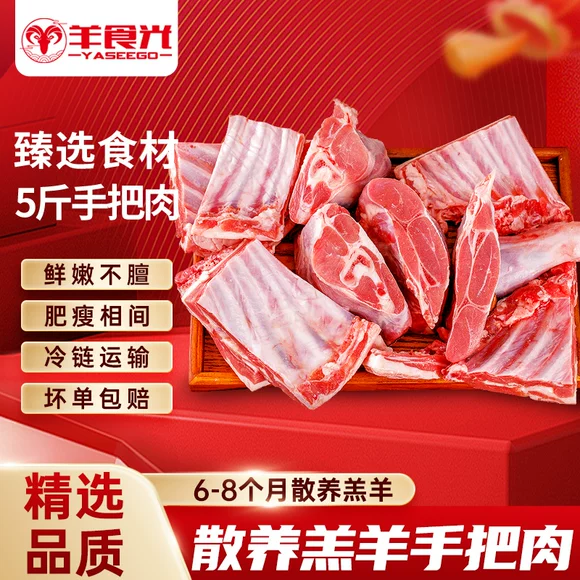 羊食光
YASEEGO
臻选食材
5斤手把肉
鲜嫩不膻
肥瘦相间
冷链运输
坏单包赔
6-8个月散养羔羊
精选
品质
散养羔羊手把肉